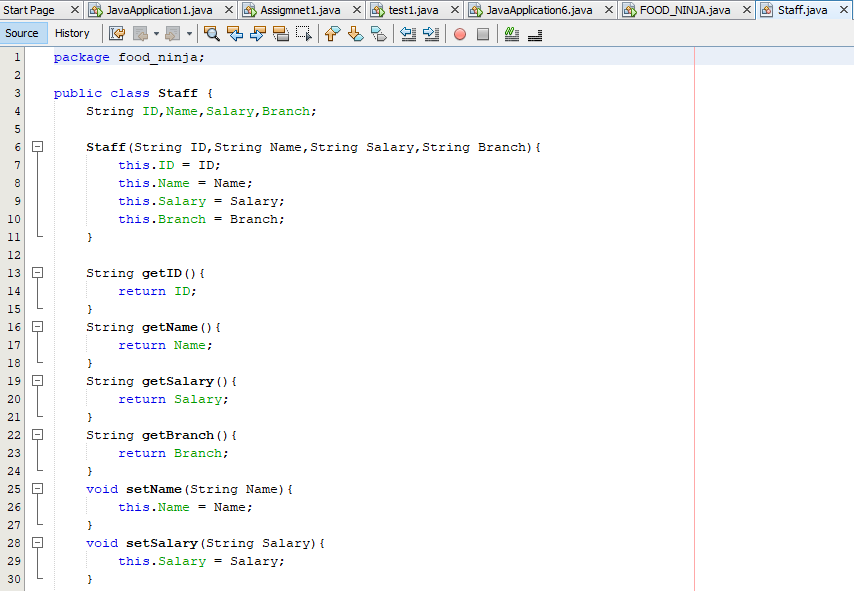 Start Page JavaApplication1.java Assigmnet1.java test1.java JavaApplication6.java FOOD_NINJA.java Staff.java
Source History
1 package food_ninja;
2
3 public class Staff {
4 String ID,Name,Salary,Branch;
5
6 Staff(String ID,String Name,String Salary,String Branch){
7 this.ID = ID;
8 this.Name = Name;
9 this.Salary = Salary;
10 this.Branch = Branch;
11 }
12
13 String getID(){
14 return ID;
15 }
16 String getName(){
17 return Name;
18 }
19 String getSalary(){
20 return Salary;
21 }
22 String getBranch(){
23 return Branch;
24 }
25 void setName(String Name){
26 this.Name = Name;
27 }
28 void setSalary(String Salary){
29 this.Salary = Salary;
30 }